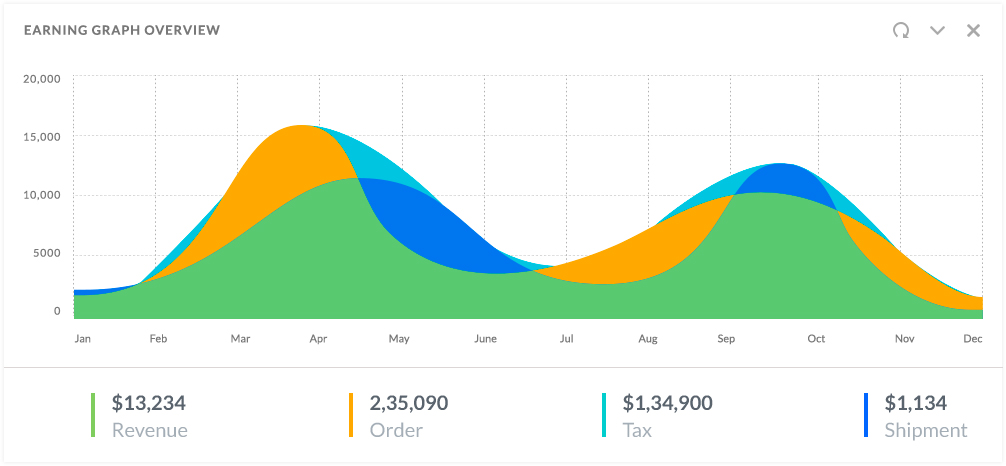 EARNING GRAPH OVERVIEW
20,000
15,000
10,000
5000
0
Jan Feb Mar Apr May June Jul Aug Sep Oct Nov Dec
$13,234 2,35,090 $1,34,900 $1,134
Revenue Order Tax Shipment